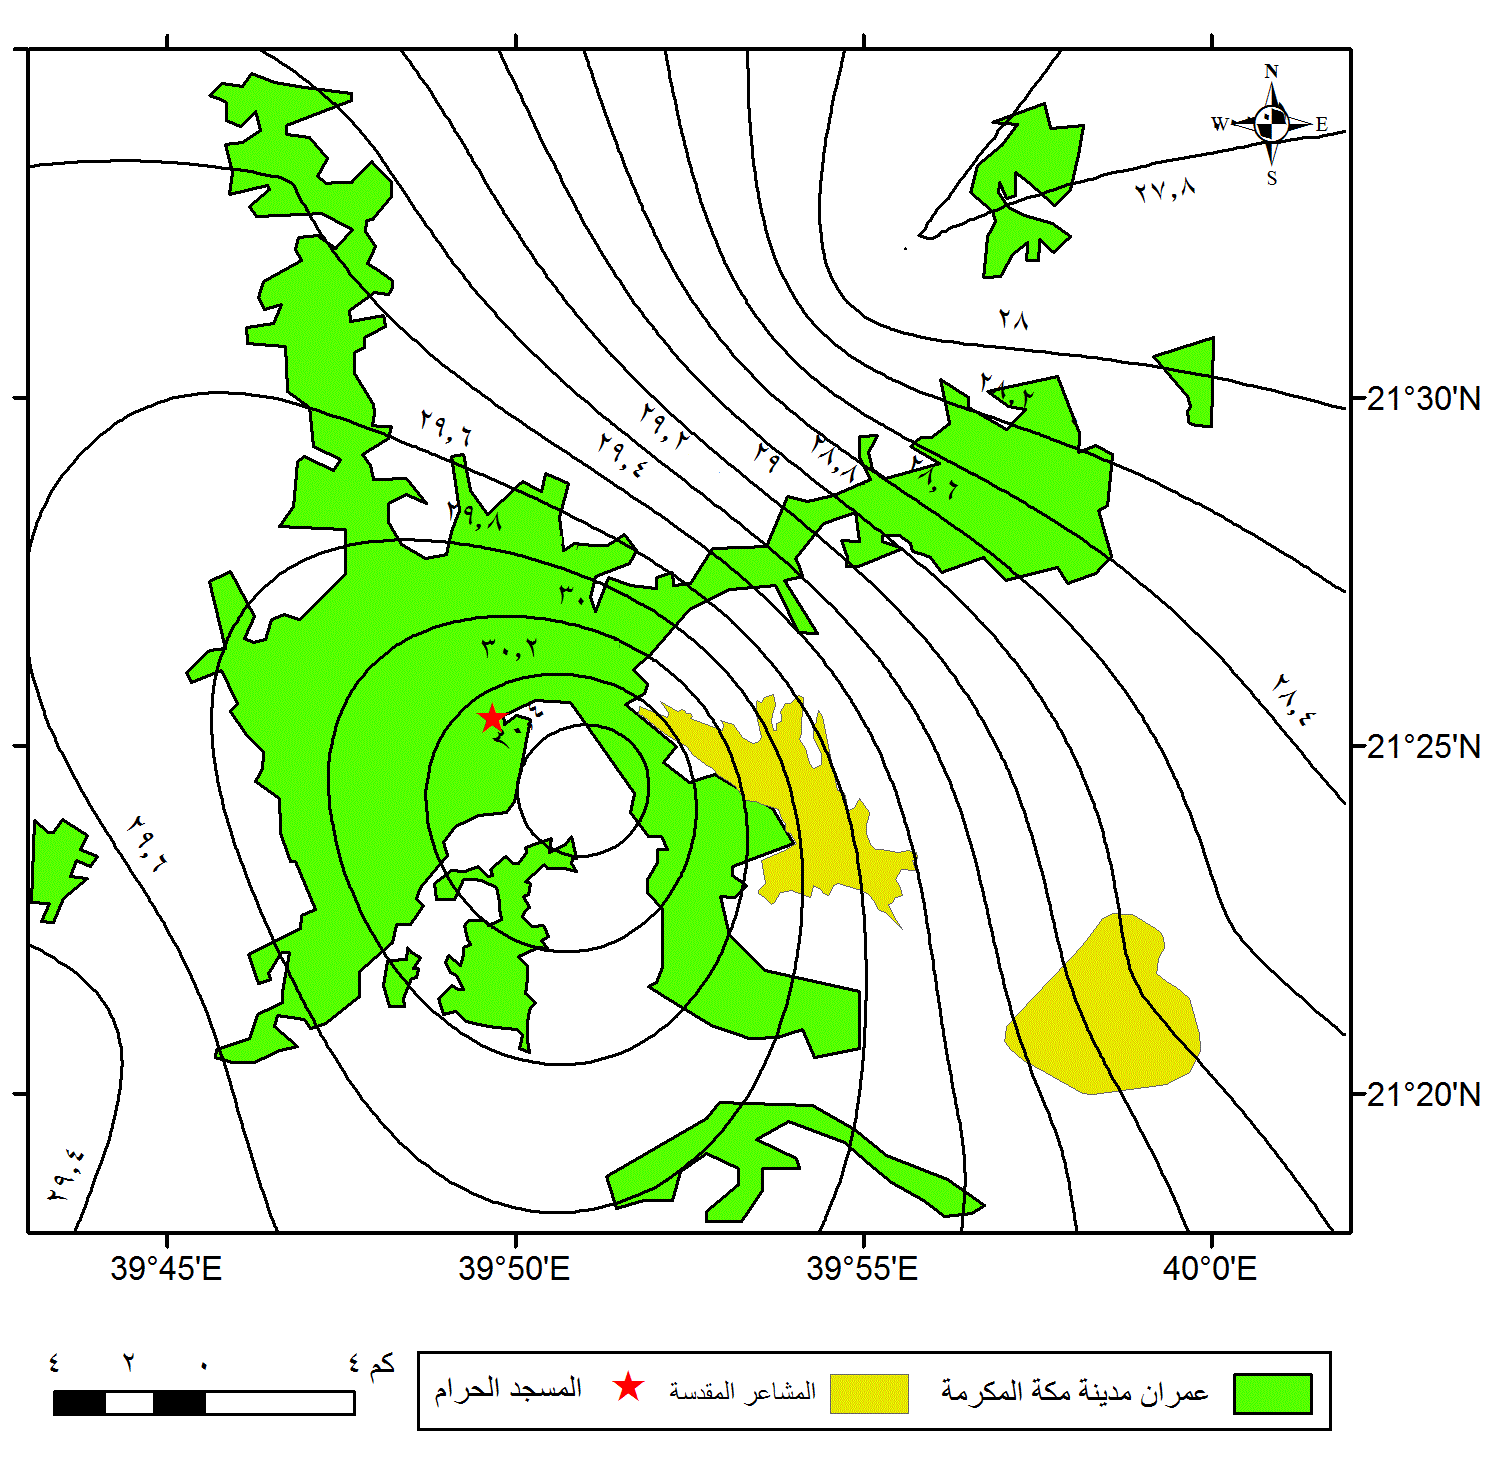 N
W E
S
٢٧,٨
٢٨
٢٨,٢
٢٩,٦
٢٩,٤
٢٩,٢
٢٩
٢٨,٨
٢٨,٦
٢٩,٨
٣٠
٣٠,٢
٣٠,٤
٢٨,٤
٢٩,٦
٢٩,٤
21°30'N
21°25'N
21°20'N
39°45'E 39°50'E 39°55'E 40°0'E
٤ ٢ ٠ ٤ كم
عمران مدينة مكة المكرمة المشاعر المقدسة المسجد الحرام